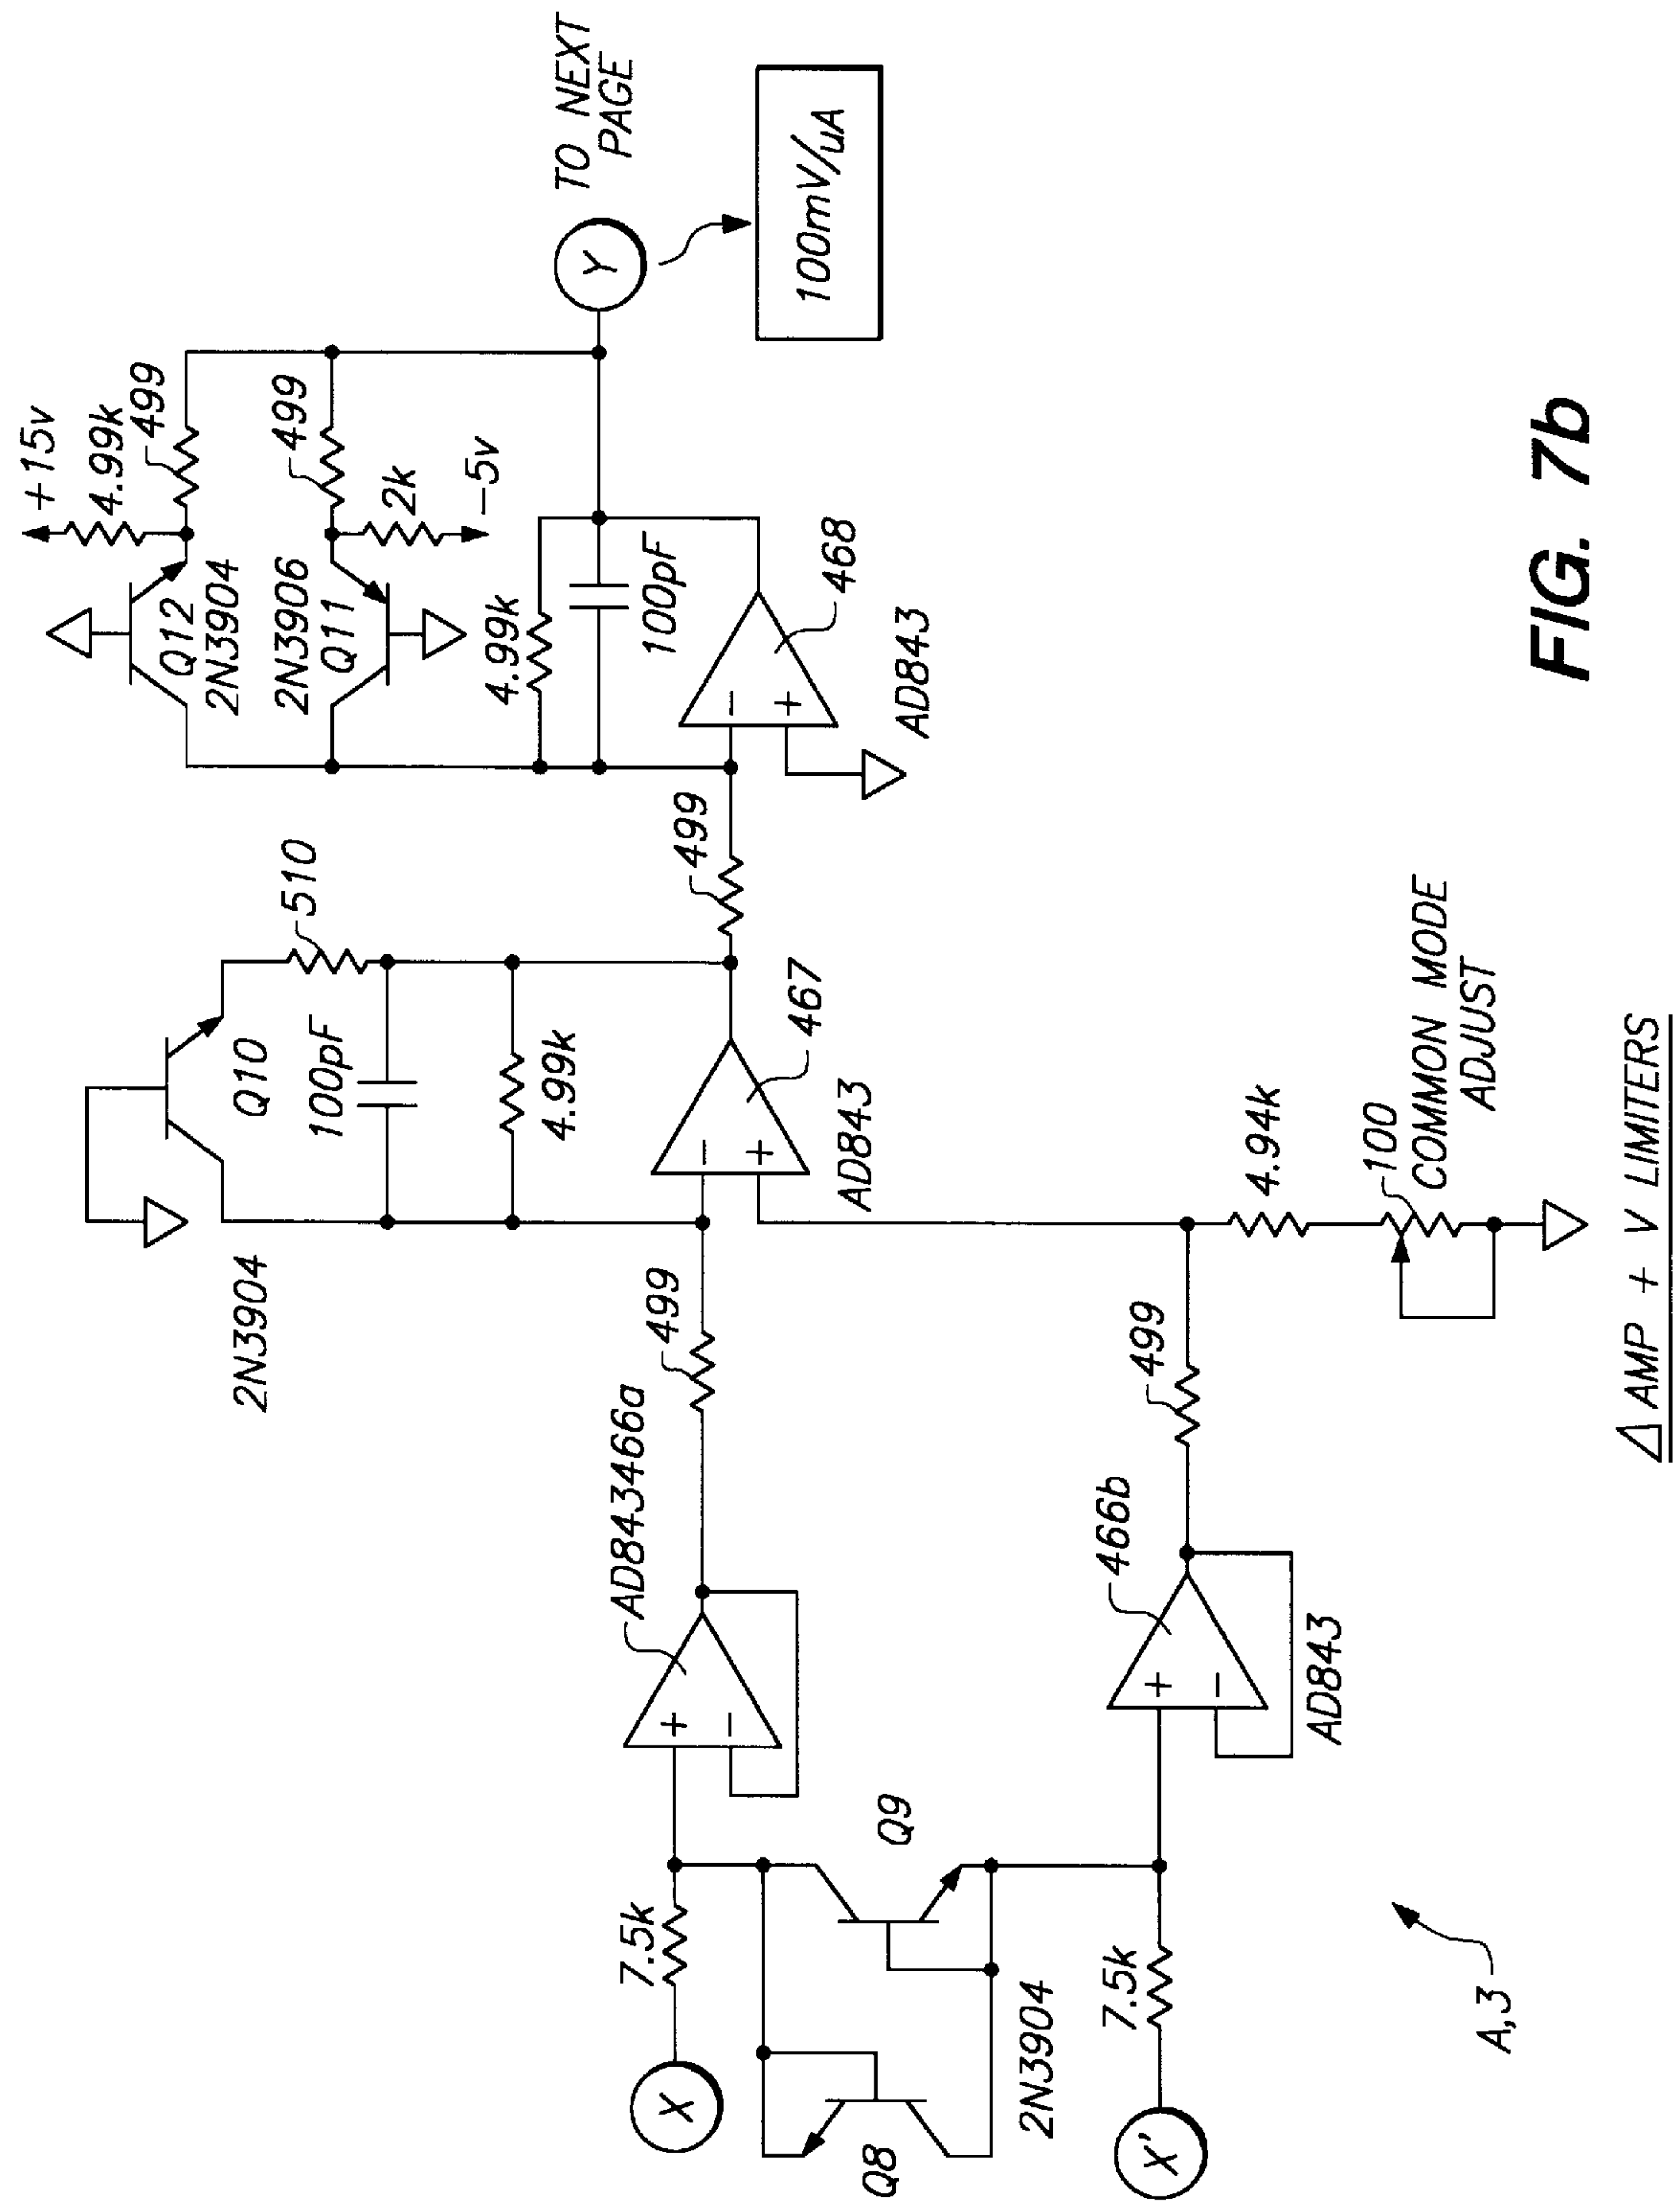 X
7.5k
Q8
Q9
2N3904
X'
7.5k
AD843466a
+
−
466b
+
−
AD843
499
499
2N3904
Q10
510
100pF
4.99k
−
+
467
AD843
4.94k
100
COMMON MODE
ADJUST
499
+15v
4.99k
499
Q12
2N3904
2N3906
Q11
499
2k
−5v
4.99k
100pF
−
+
468
AD843
Y
TO NEXT
PAGE
100mV/uA
A,3
Δ AMP + V LIMITERS
FIG. 7b